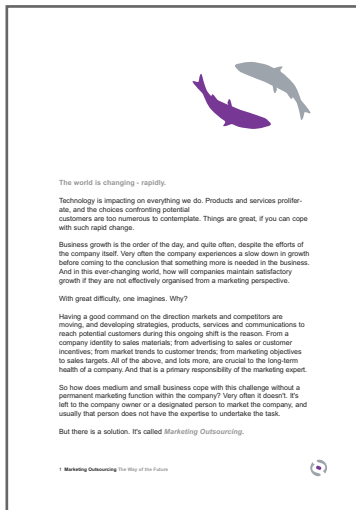 The world is changing - rapidly.
Technology is impacting on everything we do. Products and services prolifer-
ate, and the choices confronting potential
customers are too numerous to contemplate. Things are great, if you can cope
with such rapid change.
Business growth is the order of the day, and quite often, despite the efforts of
the company itself. Very often the company experiences a slow down in growth
before coming to the conclusion that something more is needed in the business.
And in this ever-changing world, how will companies maintain satisfactory
growth if they are not effectively organised from a marketing perspective.
With great difficulty, one imagines. Why?
Having a good command on the direction markets and competitors are
moving, and developing strategies, products, services and communications to
reach potential customers during this ongoing shift is the reason. From a
company identity to sales materials; from advertising to sales or customer
incentives; from market trends to customer trends; from marketing objectives
to sales targets. All of the above, and lots more, are crucial to the long-term
health of a company. And that is a primary responsibility of the marketing expert.
So how does medium and small business cope with this challenge without a
permanent marketing function within the company? Very often it doesn't. It's
left to the company owner or a designated person to market the company, and
usually that person does not have the expertise to undertake the task.
But there is a solution. It's called Marketing Outsourcing.
1 Marketing Outsourcing The Way of the Future